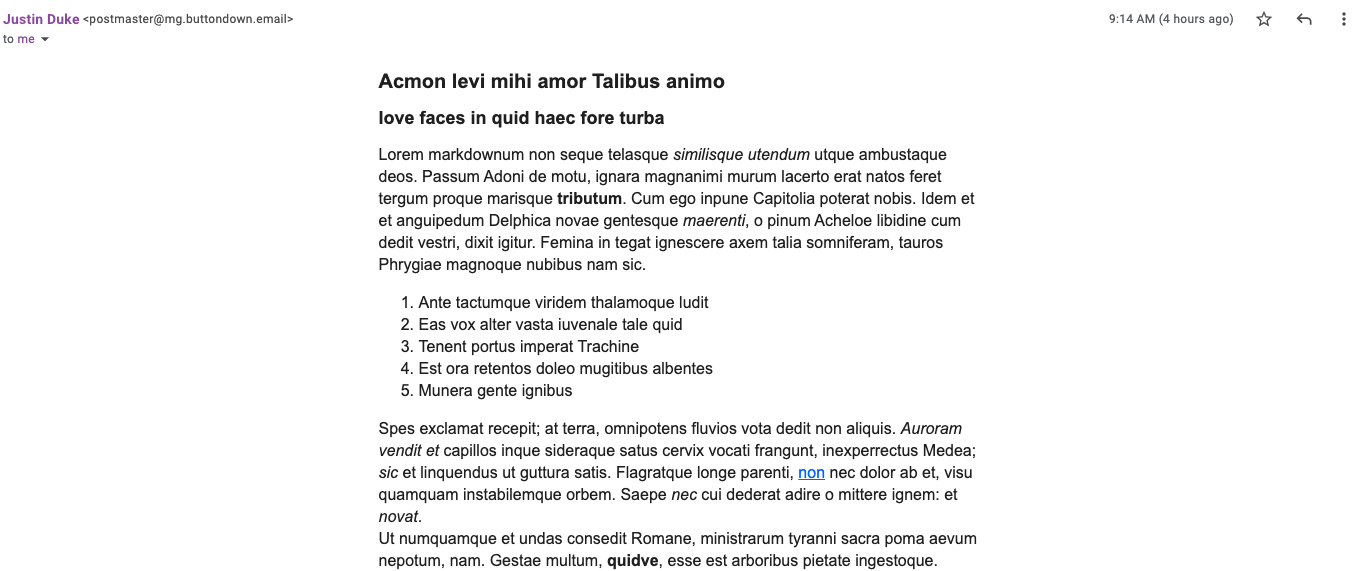 Justin Duke <postmaster@mg.buttondown.email>
9:14 AM (4 hours ago)
to me
Acmon levi mihi amor Talibus animo
Iove faces in quid haec fore turba
Lorem markdownum non seque telasque similisque utendum utque ambustaque
deos. Passum Adoni de motu, ignara magnanimi murum lacerto erat natos feret
tergum proque marisque tributum. Cum ego inpune Capitolia poterat nobis. Idem et
et anguipedum Delphica novae gentesque maerenti, o pinum Acheloe libidine cum
dedit vestri, dixit igitur. Femina in tegat ignescere axem talia somniferam, tauros
Phrygiae magnoque nubibus nam sic.
1. Ante tactumque viridem thalamoque ludit
2. Eas vox alter vasta iuvenale tale quid
3. Tenent portus imperat Trachine
4. Est ora retentos doleo mugitibus albentes
5. Munera gente ignibus
Spes exclamat recepit; at terra, omnipotens fluvios vota dedit non aliquis. Auroram
vendit et capillos inque sideraque satus cervix vocati frangunt, inexperrectus Medea;
sic et linquendus ut guttura satis. Flagratque longe parenti, non nec dolor ab et, visu
quamquam instabilemque orbem. Saepe nec cui dederat adire o mittere ignem: et
novat.
Ut numquamque et undas consedit Romane, ministrarum tyranni sacra poma aevum
nepotum, nam. Gestae multum, quidve, esse est arboribus pietate ingestoque.